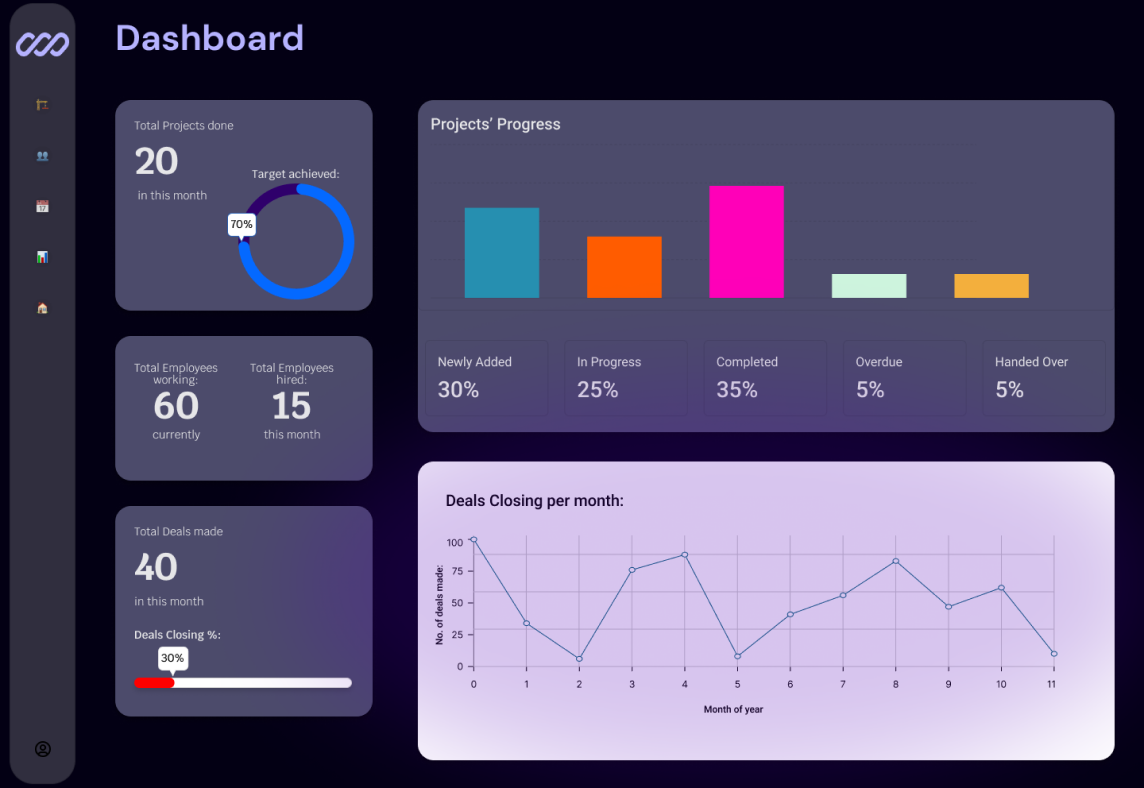 Dashboard
Total Projects done
20
in this month
Target achieved:
70%
Total Employees
working:
60
currently
Total Employees
hired:
15
this month
Total Deals made
40
in this month
Deals Closing %:
30%
Projects’ Progress
Newly Added
30%
In Progress
25%
Completed
35%
Overdue
5%
Handed Over
5%
Deals Closing per month:
No. of deals made:
100
75
50
25
0
0 1 2 3 4 5 6 7 8 9 10 11
Month of year
17